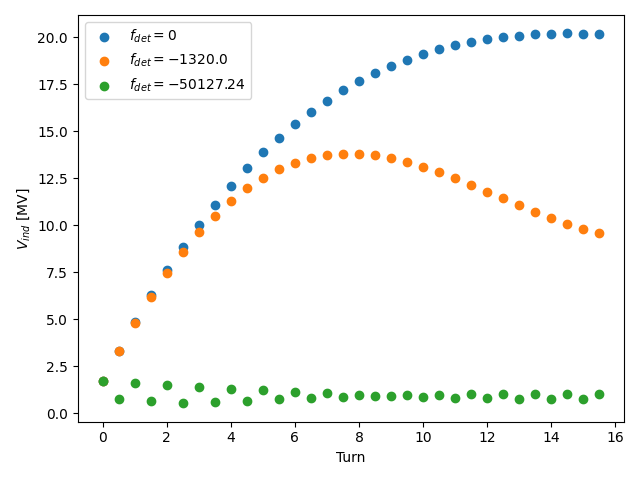 f_det = 0
f_det = −1320.0
f_det = −50127.24
20.0
17.5
15.0
12.5
10.0
7.5
5.0
2.5
0.0
V_ind [MV]
0 2 4 6 8 10 12 14 16
Turn